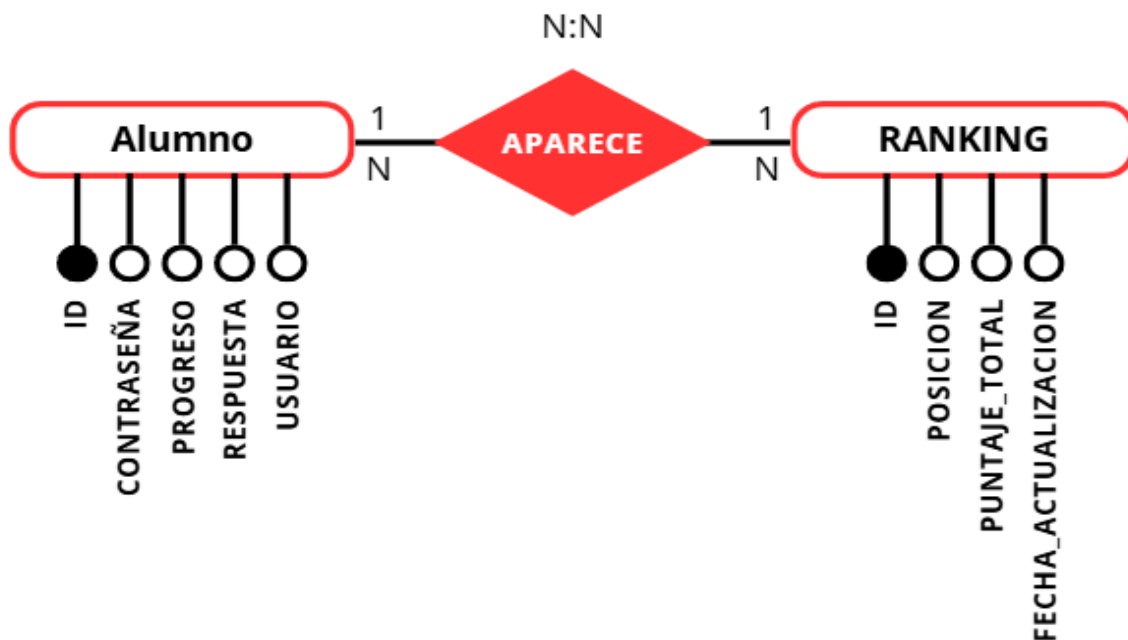 N:N
Alumno
1
N
APARECE
1
N
RANKING
ID
CONTRASEÑA
PROGRESO
RESPUESTA
USUARIO
ID
POSICION
PUNTAJE_TOTAL
FECHA_ACTUALIZACION